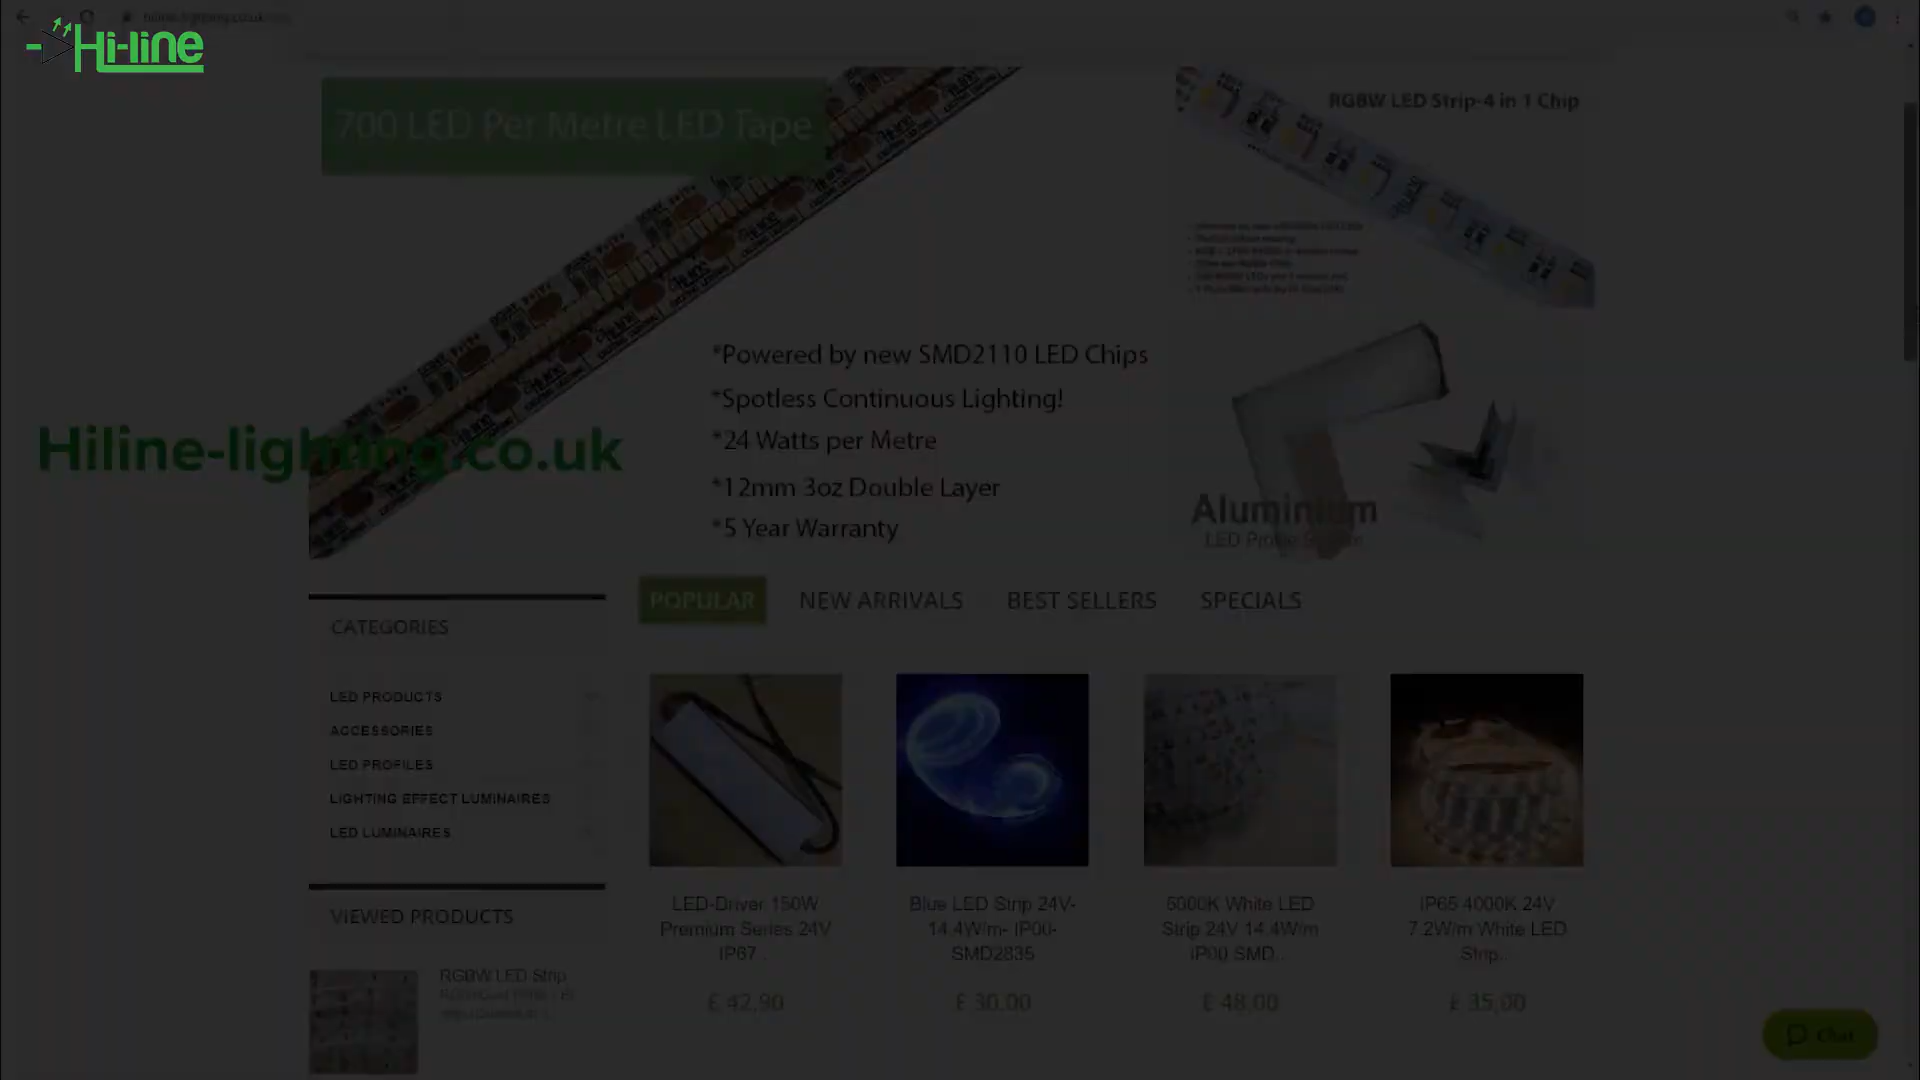 Hi-line
700 LED Per Metre LED Tape
RGBW LED Strip-4 in 1 Chip
*Powered by new SMD2110 LED Chips
*Spotless Continuous Lighting!
*24 Watts per Metre
*12mm 3oz Double Layer
*5 Year Warranty
Hiline-lighting.co.uk
Aluminium
POPULAR
NEW ARRIVALS
BEST SELLERS
SPECIALS
CATEGORIES
LED PRODUCTS
ACCESSORIES
LED PROFILES
LIGHTING EFFECT LUMINAIRES
LED LUMINAIRES
LED-Driver 150W
Premium Series 24V
IP67..
£ 42,90
Blue LED Strip 24V-
14.4W/m- IP00-
SMD2835
£ 30.00
White LED
Strip 24V 14.4W/m
IP00 SMD...
£ 48.00
IP65 4000K 24V
7.2W/m White LED
Strip...
£ 35,00
VIEWED PRODUCTS
RGBW LED Strip
Chat